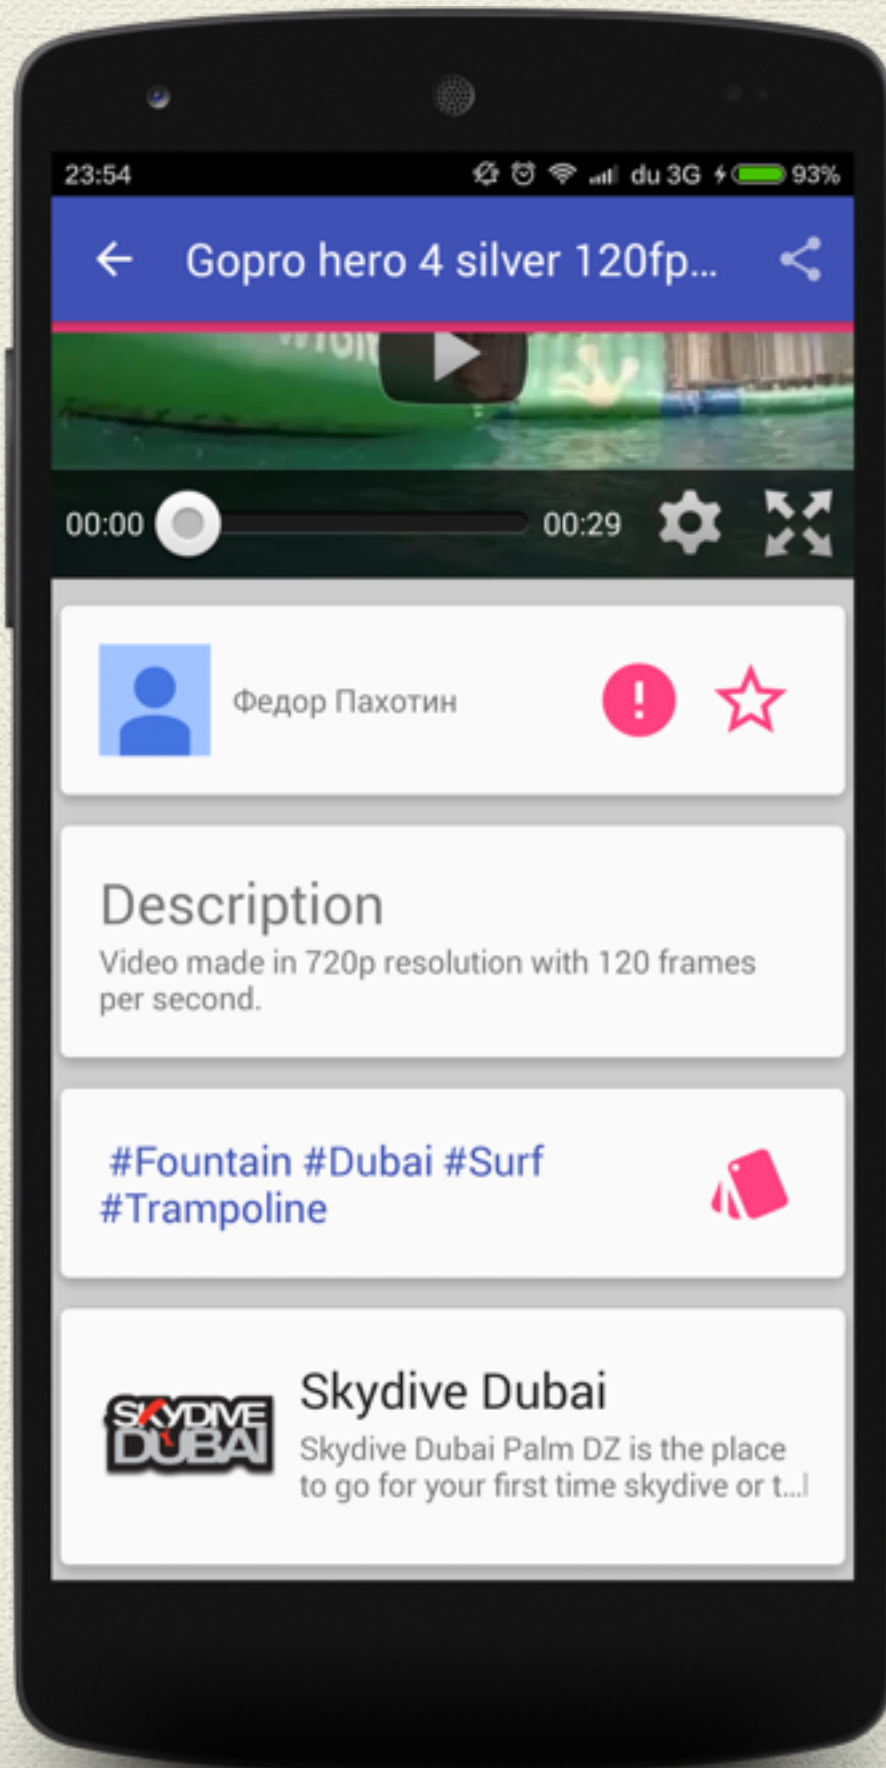 23:54 du 3G 93%
Gopro hero 4 silver 120fp...
00:00 00:29
Федор Пахотин
Description
Video made in 720p resolution with 120 frames
per second.
#Fountain #Dubai #Surf
#Trampoline
SKYDIVE
DUBAI
Skydive Dubai
Skydive Dubai Palm DZ is the place
to go for your first time skydive or t...